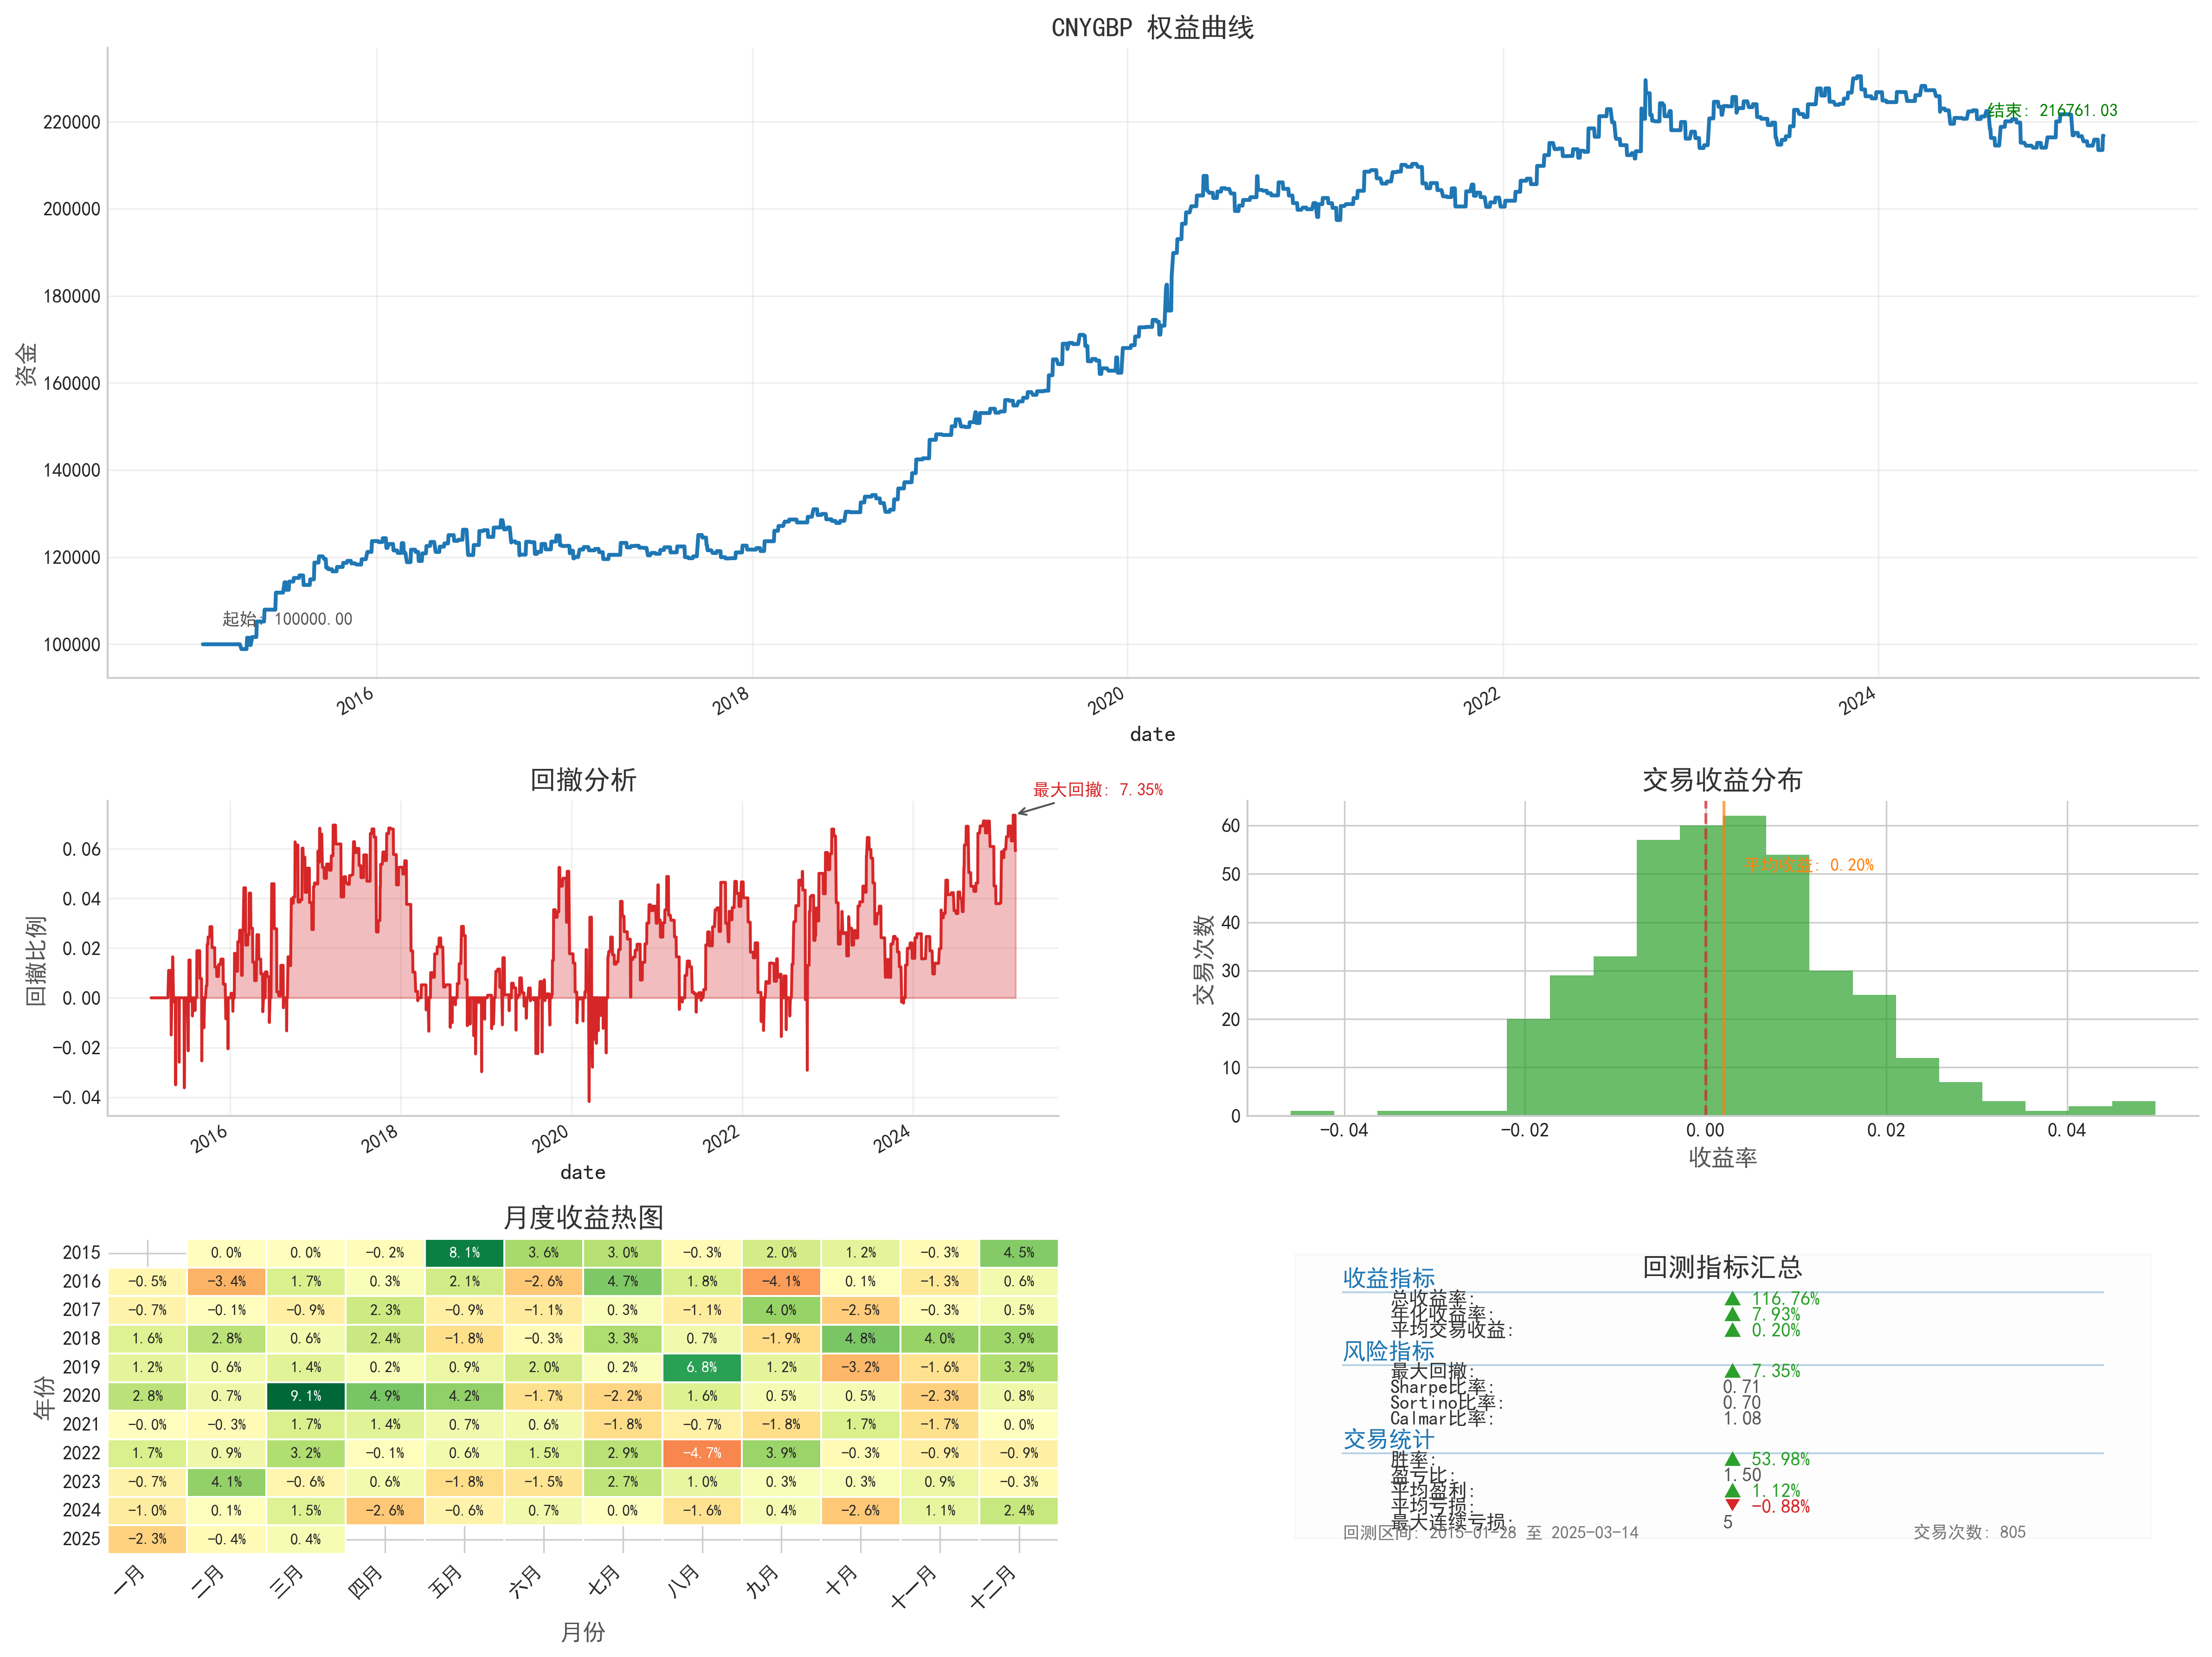 CNYGBP 权益曲线
资金
220000
200000
180000
160000
140000
120000
100000
起始: 100000.00
结束: 216761.03
2016
2018
2020
2022
2024
date
回撤分析
最大回撤: 7.35%
回撤比例
0.06
0.04
0.02
0.00
−0.02
−0.04
2016
2018
2020
2022
2024
date
交易收益分布
平均收益: 0.20%
交易次数
60
50
40
30
20
10
0
−0.04
−0.02
0.00
0.02
0.04
收益率
月度收益热图
年份
2015 0.0% 0.0% −0.2% 8.1% 3.6% 3.0% −0.3% 2.0% 1.2% −0.3% 4.5%
2016 −0.5% −3.4% 1.7% 0.3% 2.1% −2.6% 4.7% 1.8% −4.1% 0.1% −1.3% 0.6%
2017 −0.7% −0.1% −0.9% 2.3% −0.9% −1.1% 0.3% −1.1% 4.0% −2.5% −0.3% 0.5%
2018 1.6% 2.8% 0.6% 2.4% −1.8% −0.3% 3.3% 0.7% −1.9% 4.8% 4.0% 3.9%
2019 1.2% 0.6% 1.4% 0.2% 0.9% 2.0% 0.2% 6.8% 1.2% −3.2% −1.6% 3.2%
2020 2.8% 0.7% 9.1% 4.9% 4.2% −1.7% −2.2% 1.6% 0.5% 0.5% −2.3% 0.8%
2021 −0.0% −0.3% 1.7% 1.4% 0.7% 0.6% −1.8% −0.7% −1.8% 1.7% −1.7% 0.0%
2022 1.7% 0.9% 3.2% −0.1% 0.6% 1.5% 2.9% −4.7% 3.9% −0.3% −0.9% −0.9%
2023 −0.7% 4.1% −0.6% 0.6% −1.8% −1.5% 2.7% 1.0% 0.3% 0.3% 0.9% −0.3%
2024 −1.0% 0.1% 1.5% −2.6% −0.6% 0.7% 0.0% −1.6% 0.4% −2.6% 1.1% 2.4%
2025 −2.3% −0.4% 0.4%
一月 二月 三月 四月 五月 六月 七月 八月 九月 十月 十一月 十二月
月份
回测指标汇总
收益指标
总收益率: ▲ 116.76%
年化收益率: ▲ 7.93%
平均交易收益: ▲ 0.20%
风险指标
最大回撤: ▲ 7.35%
Sharpe比率: 0.71
Sortino比率: 0.70
Calmar比率: 1.08
交易统计
胜率: ▲ 53.98%
盈亏比: 1.50
平均盈利: ▲ 1.12%
平均亏损: ▼ −0.88%
最大连续亏损: 5
回测区间: 2015-01-28 至 2025-03-14 交易次数: 805